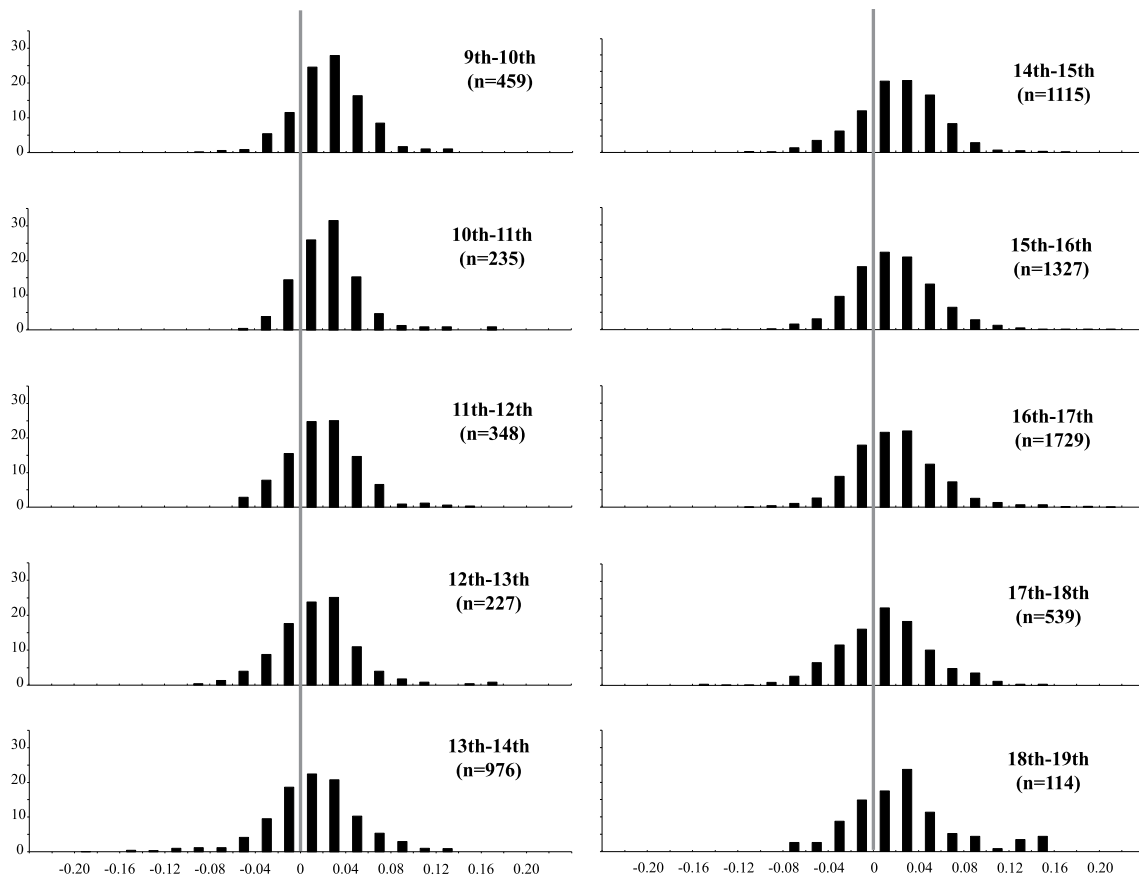 30
20
10
0
9th-10th
(n=459)
30
20
10
0
10th-11th
(n=235)
30
20
10
0
11th-12th
(n=348)
30
20
10
0
12th-13th
(n=227)
30
20
10
0
13th-14th
(n=976)
-0.20 -0.16 -0.12 -0.08 -0.04 0 0.04 0.08 0.12 0.16 0.20
14th-15th
(n=1115)
15th-16th
(n=1327)
16th-17th
(n=1729)
17th-18th
(n=539)
18th-19th
(n=114)
-0.20 -0.16 -0.12 -0.08 -0.04 0 0.04 0.08 0.12 0.16 0.20